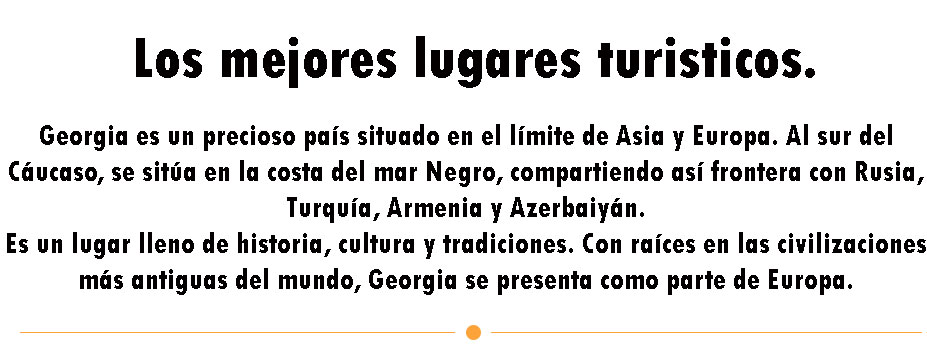 Los mejores lugares turisticos.
Georgia es un precioso país situado en el límite de Asia y Europa. Al sur del
Cáucaso, se sitúa en la costa del mar Negro, compartiendo así frontera con Rusia,
Turquía, Armenia y Azerbaiyán.
Es un lugar lleno de historia, cultura y tradiciones. Con raíces en las civilizaciones
más antiguas del mundo, Georgia se presenta como parte de Europa.